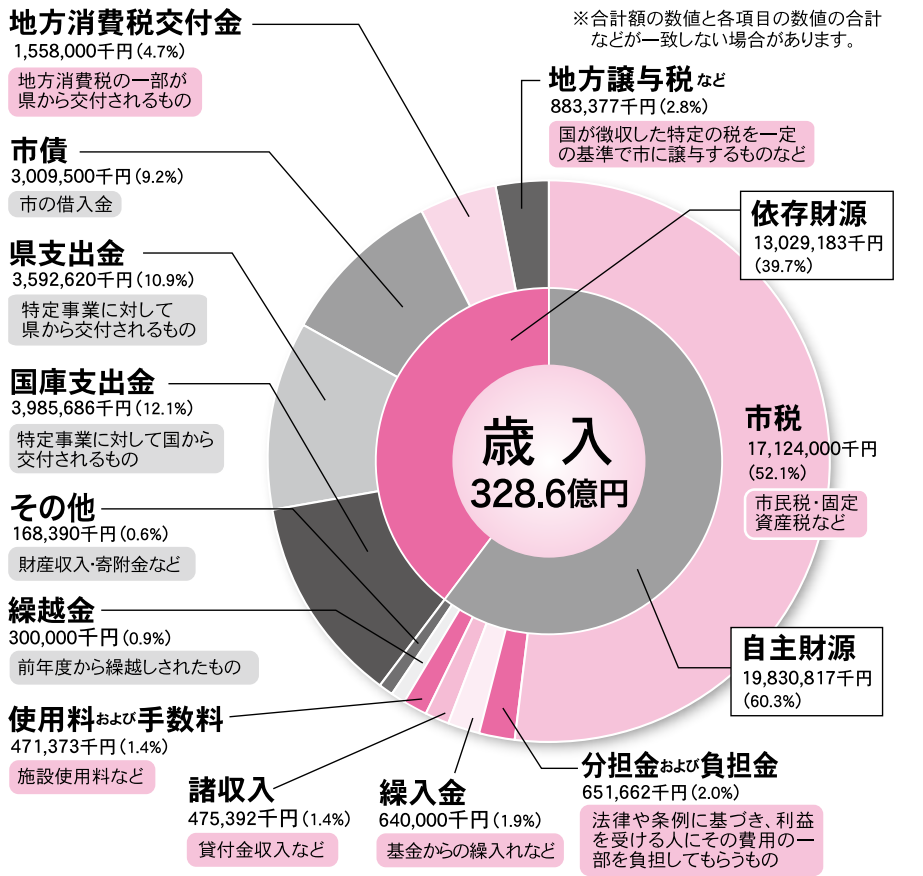 ※合計額の数値と各項目の数値の合計
などが一致しない場合があります。
地方消費税交付金
1,558,000千円(4.7%)
地方消費税の一部が
県から交付されるもの
地方譲与税など
883,377千円(2.8%)
国が徴収した特定の税を一定
の基準で市に譲与するものなど
市債
3,009,500千円(9.2%)
市の借入金
依存財源
13,029,183千円
(39.7%)
県支出金
3,592,620千円(10.9%)
特定事業に対して
県から交付されるもの
国庫支出金
3,985,686千円(12.1%)
特定事業に対して国から
交付されるもの
歳入
328.6億円
市税
17,124,000千円
(52.1%)
市民税・固定
資産税など
その他
168,390千円(0.6%)
財産収入・寄附金など
繰越金
300,000千円(0.9%)
前年度から繰越しされたもの
自主財源
19,830,817千円
(60.3%)
使用料および手数料
471,373千円(1.4%)
施設使用料など
諸収入
475,392千円(1.4%)
貸付金収入など
繰入金
640,000千円(1.9%)
基金からの繰入れなど
分担金および負担金
651,662千円(2.0%)
法律や条例に基づき、利益
を受ける人にその費用の一
部を負担してもらうもの